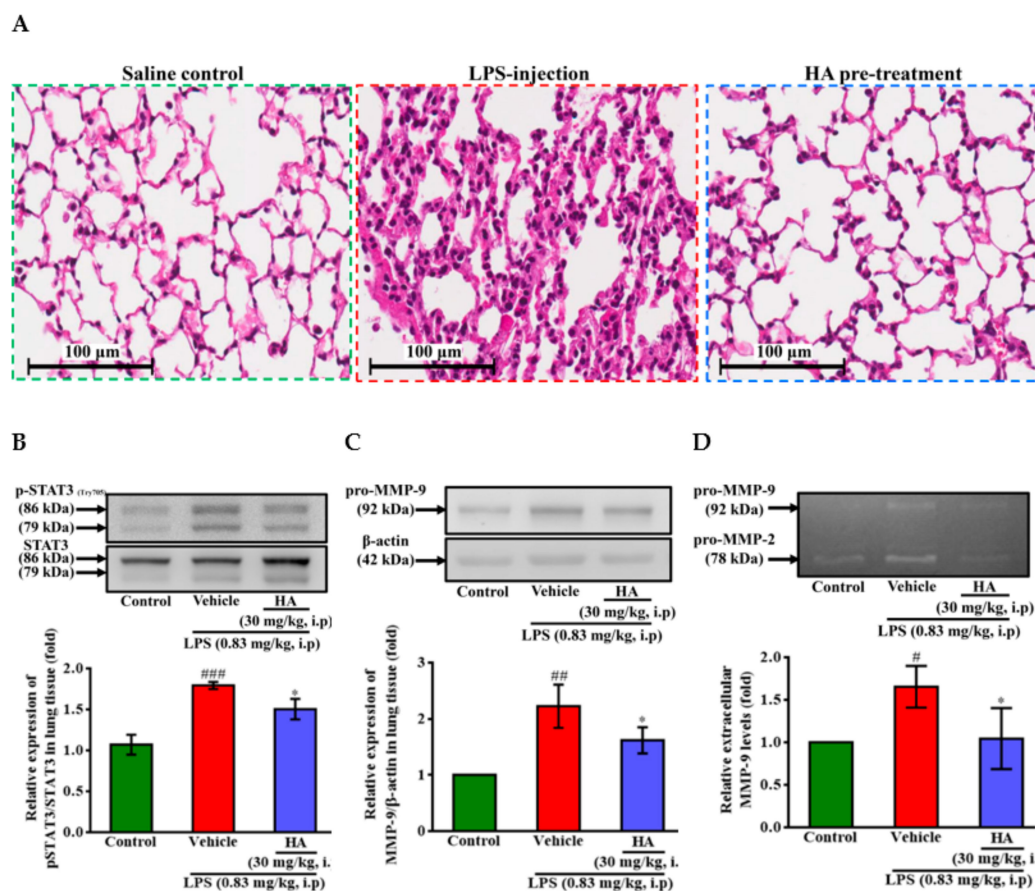 A
Saline control
LPS-injection
HA pre-treatment
100 µm
100 µm
100 µm
B
p-STAT3 (Try705)
(86 kDa)
(79 kDa)
STAT3
(86 kDa)
(79 kDa)
Control
Vehicle
HA
(30 mg/kg, i.p)
LPS (0.83 mg/kg, i.p)
Relative expression of
pSTAT3/STAT3 in lung tissue (fold)
2.0
1.5
1.0
0.5
0.0
###
*
Control
Vehicle
HA
(30 mg/kg, i.
LPS (0.83 mg/kg, i.p)
C
pro-MMP-9
(92 kDa)
β-actin
(42 kDa)
Control
Vehicle
HA
(30 mg/kg, i.p)
LPS (0.83 mg/kg, i.p)
Relative expression of
MMP-9/β-actin in lung tissue (fold)
3
2
1
0
##
*
Control
Vehicle
HA
(30 mg/kg, i.
LPS (0.83 mg/kg, i.p)
D
pro-MMP-9
(92 kDa)
pro-MMP-2
(78 kDa)
Control
Vehicle
HA
(30 mg/kg, i.p)
LPS (0.83 mg/kg, i.p)
Relative extracellular
MMP-9 levels (fold)
2.0
1.5
1.0
0.5
0.0
#
*
Control
Vehicle
HA
(30 mg/kg, i.
LPS (0.83 mg/kg, i.p)